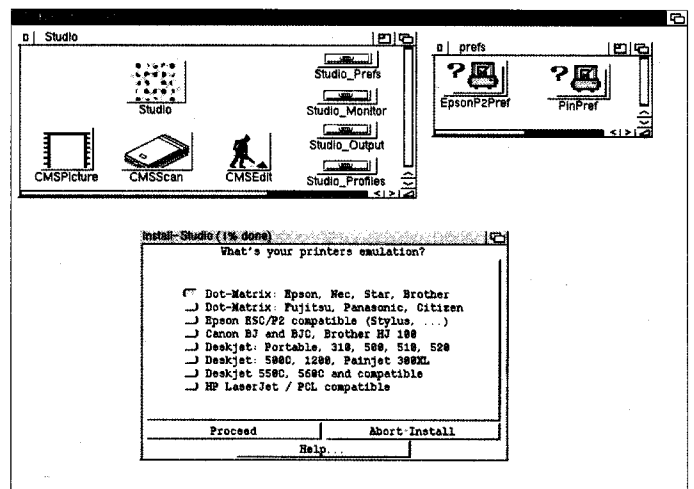 Studio
Studio
CMSPicture
CMSScan
CMSEdit
Studio_Prefs
Studio_Monitor
Studio_Output
Studio_Profiles
prefs
EpsonP2Pref
PinPref
Install-Studio (1% done)
What's your printers emulation?
Dot-Matrix: Epson, Nec, Star, Brother
Dot-Matrix: Fujitsu, Panasonic, Citizen
Epson ESC/P2 compatible (Stylus, ...)
Canon BJ and BJC, Brother HJ 100
Deskjet: Portable, 310, 500, 510, 520
Deskjet: 500C, 1200, Painjet 300XL
Deskjet 550C, 560C and compatible
HP LaserJet / PCL compatible
Proceed
Abort Install
Help...